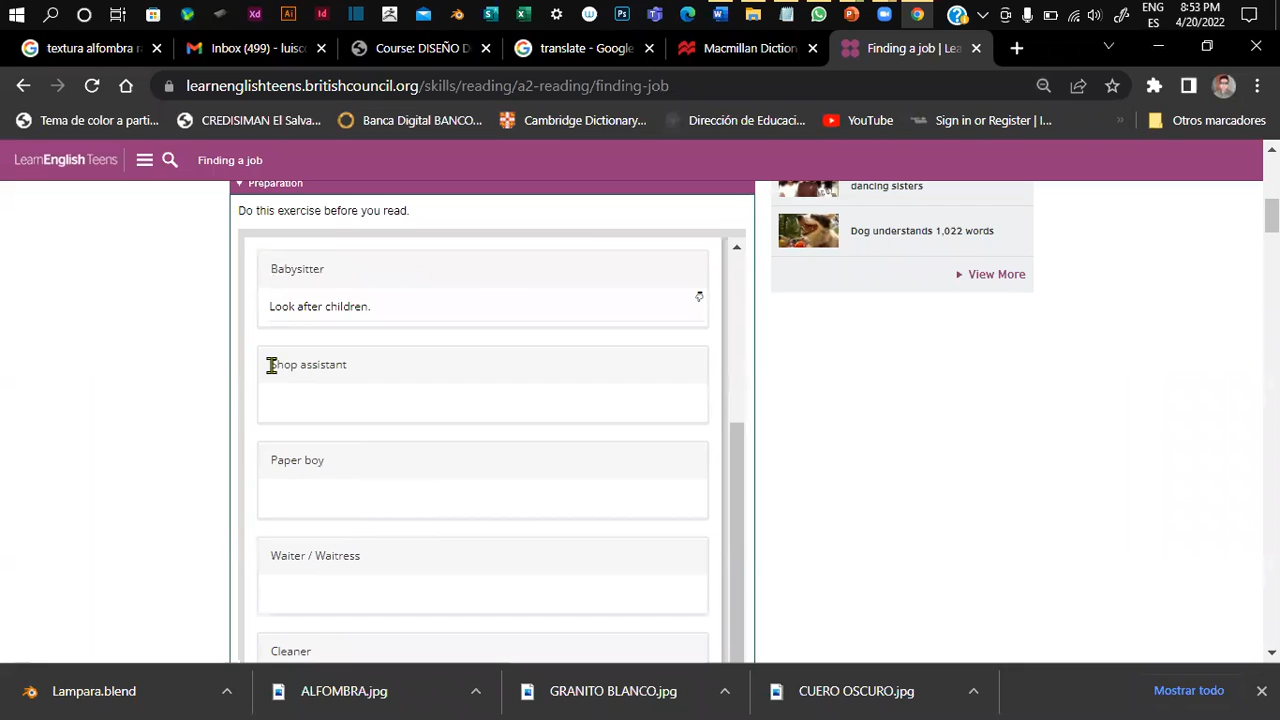 8:53 PM
ES
4/20/2022
textura alfombra ra
Inbox (499) - luisco
Course: DISEÑO D
translate - Google
Macmillan Diction
Finding a job | Lea
learnenglishteens.britishcouncil.org/skills/reading/a2-reading/finding-job
Tema de color a parti...
CREDISIMAN El Salva...
Banca Digital BANCO...
Cambridge Dictionary...
Dirección de Educaci...
YouTube
Sign in or Register | I...
Otros marcadores
LearnEnglish Teens
Finding a job
Preparation
dancing sisters
Do this exercise before you read.
Dog understands 1,022 words
View More
Babysitter
Look after children.
Shop assistant
Paper boy
Waiter / Waitress
Cleaner
Lampara.blend
ALFOMBRA.jpg
GRANITO BLANCO.jpg
CUERO OSCURO.jpg
Mostrar todo